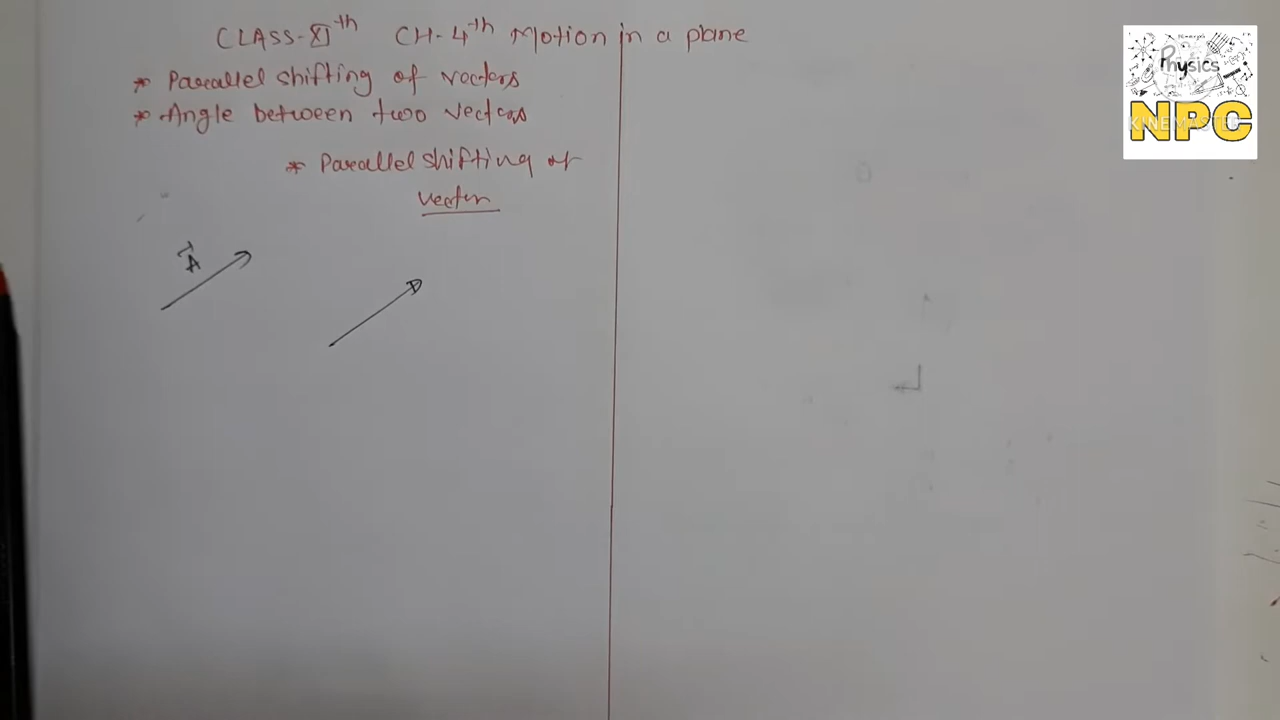 CLASS-XIth CH-4th Motion in a plane
* Parallel shifting of vectors
* Angle between two vectors
* Parallel shifting of
vector
A
Physics
NPC
KINEMASTER